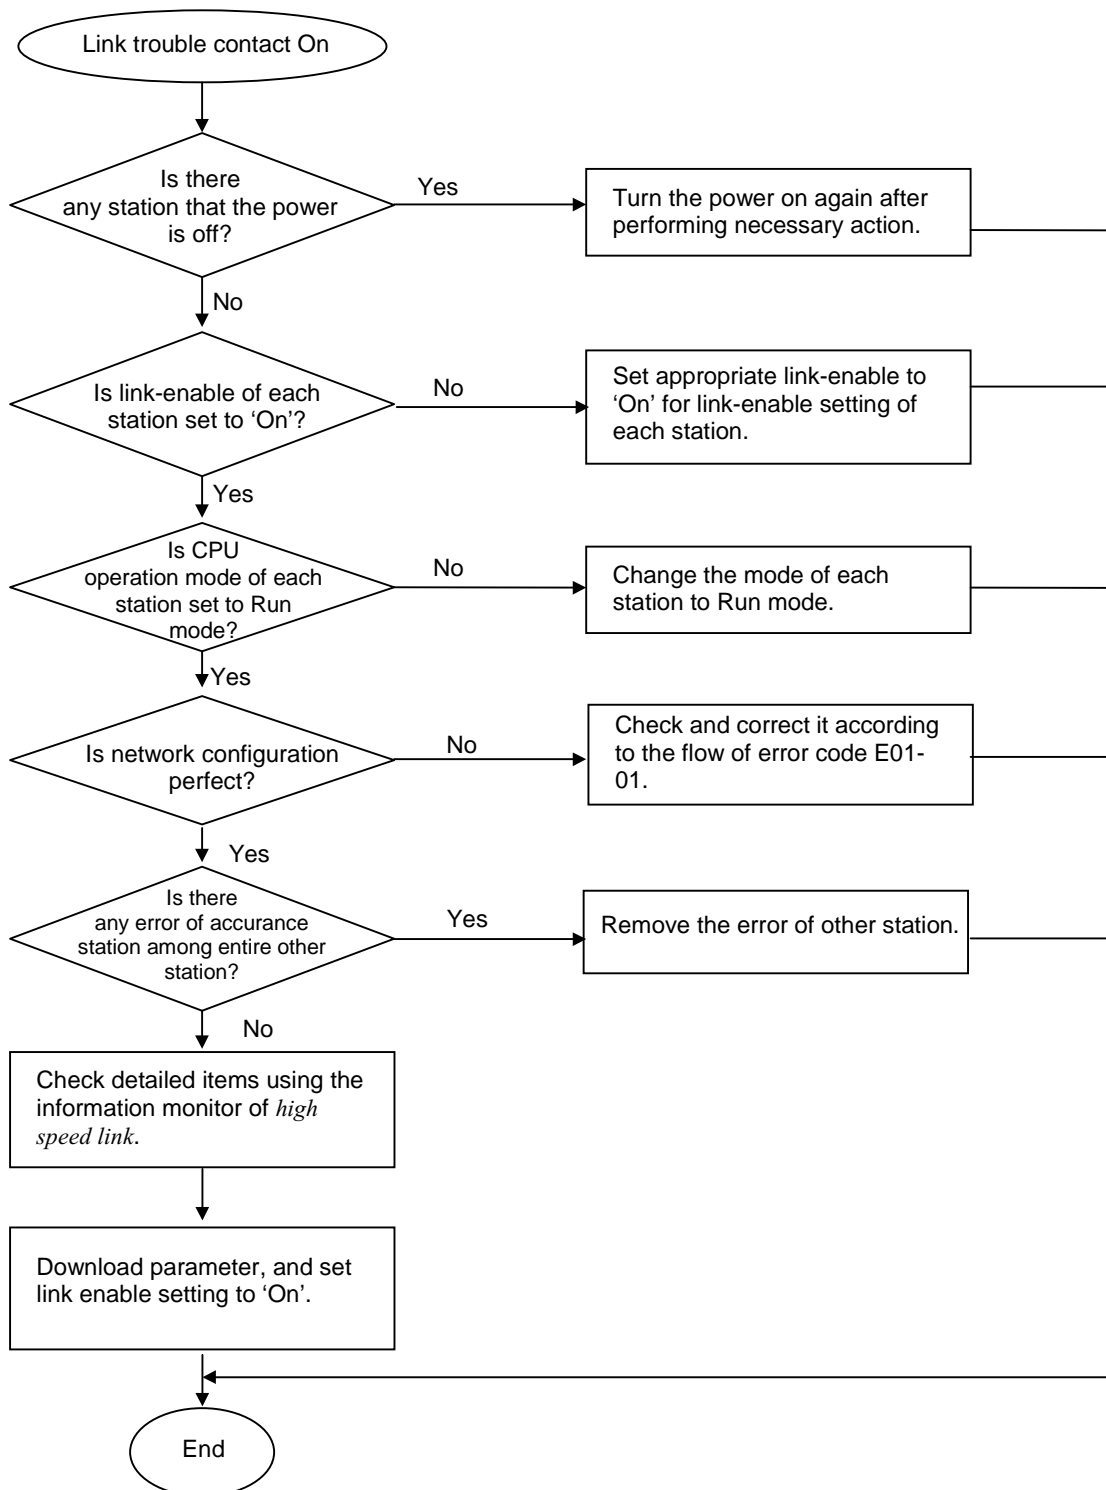 Link trouble contact On
Is there
any station that the power
is off?
Yes
Turn the power on again after
performing necessary action.
No
Is link-enable of each
station set to ‘On’?
No
Set appropriate link-enable to
‘On’ for link-enable setting of
each station.
Yes
Is CPU
operation mode of each
station set to Run
mode?
No
Change the mode of each
station to Run mode.
Yes
Is network configuration
perfect?
No
Check and correct it according
to the flow of error code E01-
01.
Yes
Is there
any error of accurance
station among entire other
station?
Yes
Remove the error of other station.
No
Check detailed items using the
information monitor of high
speed link.
Download parameter, and set
link enable setting to ‘On’.
End